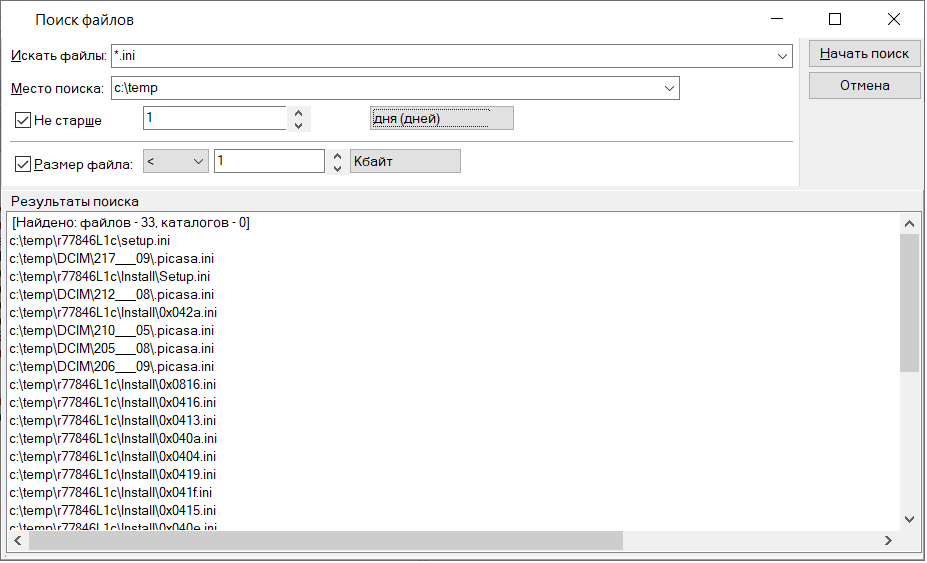 Поиск файлов
Искать файлы: *.ini
Начать поиск
Место поиска: c:\temp
Отмена
Не старше 1 дня (дней)
Размер файла: < 1 Кбайт
Результаты поиска
[Найдено: файлов - 33, каталогов - 0]
c:\temp\r77846L1c\setup.ini
c:\temp\DCIM\217___09\.picasa.ini
c:\temp\r77846L1c\Install\Setup.ini
c:\temp\DCIM\212___08\.picasa.ini
c:\temp\r77846L1c\Install\0x042a.ini
c:\temp\DCIM\210___05\.picasa.ini
c:\temp\DCIM\205___08\.picasa.ini
c:\temp\DCIM\206___09\.picasa.ini
c:\temp\r77846L1c\Install\0x0816.ini
c:\temp\r77846L1c\Install\0x0416.ini
c:\temp\r77846L1c\Install\0x0413.ini
c:\temp\r77846L1c\Install\0x040a.ini
c:\temp\r77846L1c\Install\0x0404.ini
c:\temp\r77846L1c\Install\0x0419.ini
c:\temp\r77846L1c\Install\0x041f.ini
c:\temp\r77846L1c\Install\0x0415.ini
c:\temp\r77846L1c\Install\0x040e.ini